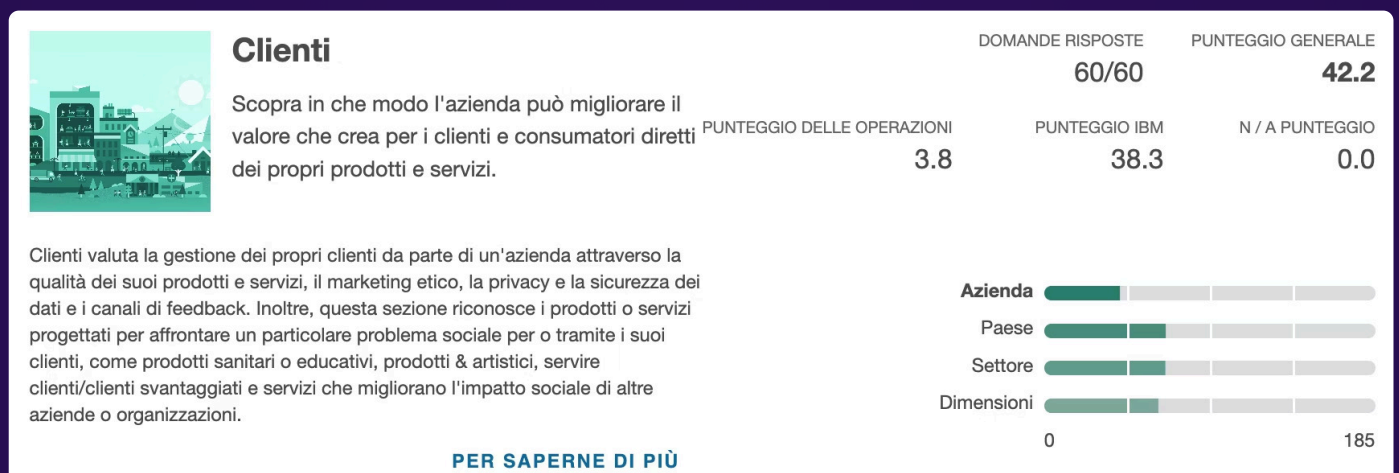 Clienti
Scopra in che modo l'azienda può migliorare il
valore che crea per i clienti e consumatori diretti
dei propri prodotti e servizi.
DOMANDE RISPOSTE
60/60
PUNTEGGIO GENERALE
42.2
PUNTEGGIO DELLE OPERAZIONI
3.8
PUNTEGGIO IBM
38.3
N / A PUNTEGGIO
0.0
Clienti valuta la gestione dei propri clienti da parte di un'azienda attraverso la
qualità dei suoi prodotti e servizi, il marketing etico, la privacy e la sicurezza dei
dati e i canali di feedback. Inoltre, questa sezione riconosce i prodotti o servizi
progettati per affrontare un particolare problema sociale per o tramite i suoi
clienti, come prodotti sanitari o educativi, prodotti & artistici, servire
clienti/clienti svantaggiati e servizi che migliorano l'impatto sociale di altre
aziende o organizzazioni.
PER SAPERNE DI PIÙ
Azienda
Paese
Settore
Dimensioni
0 185